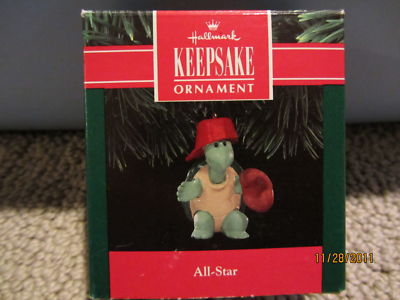 Hallmark
KEEPSAKE
ORNAMENT
All-Star
11/28/2011